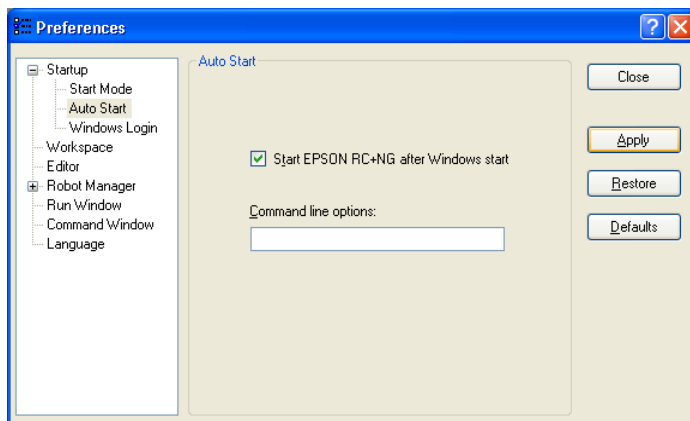 Preferences
Startup
Start Mode
Auto Start
Windows Login
Workspace
Editor
Robot Manager
Run Window
Command Window
Language
Auto Start
Start EPSON RC+NG after Windows start
Command line options:
Close
Apply
Restore
Defaults